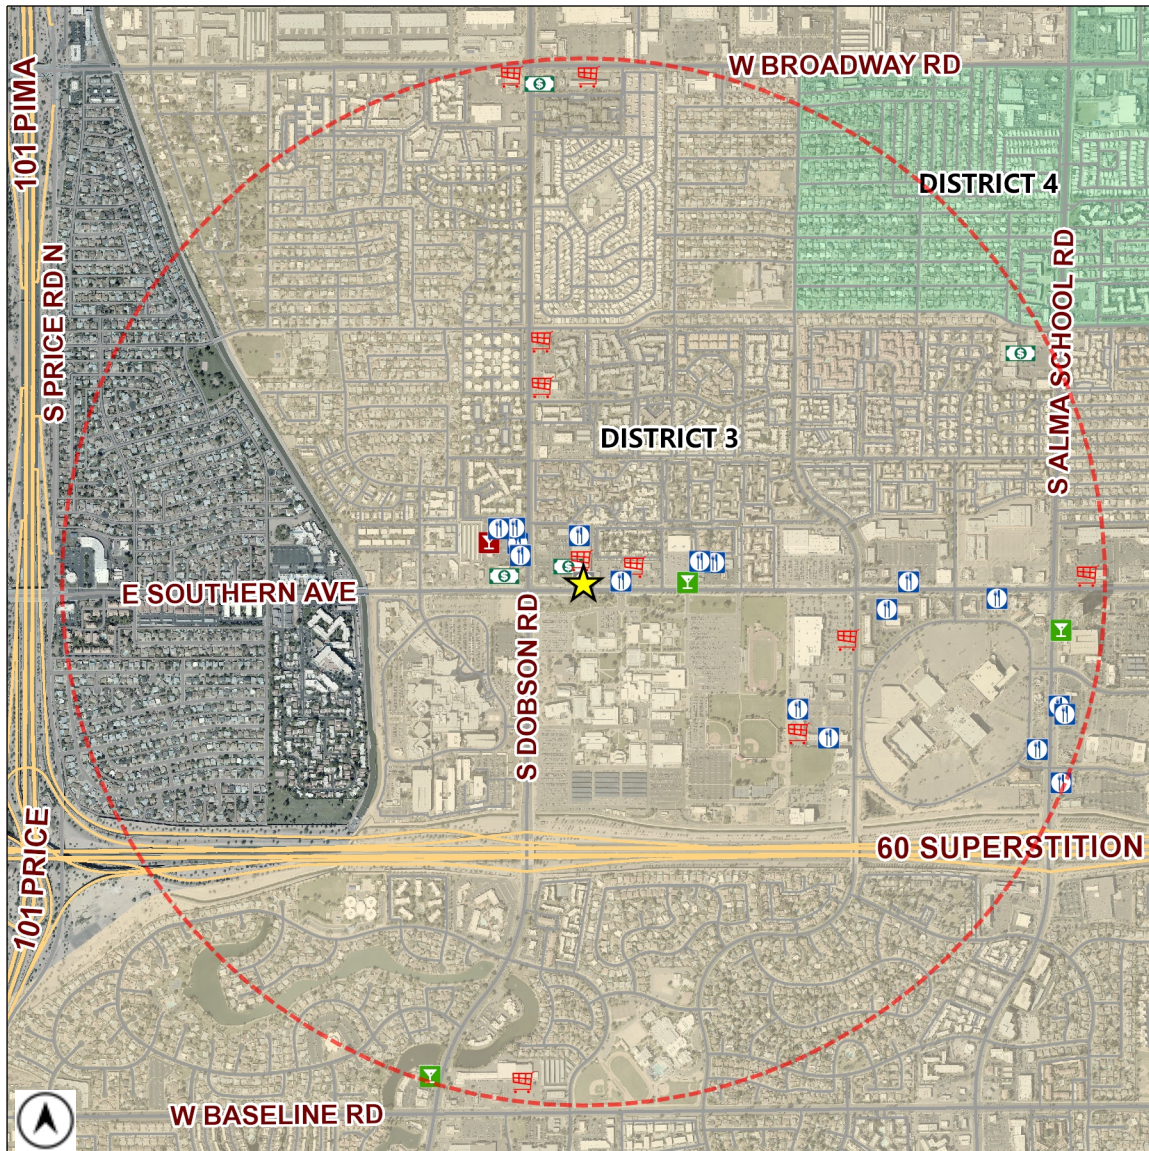 W BROADWAY RD
101 PIMA
DISTRICT 4
S PRICE RD N
S ALMA SCHOOL RD
DISTRICT 3
E SOUTHERN AVE
S DOBSON RD
60 SUPERSTITION
101 PRICE
W BASELINE RD